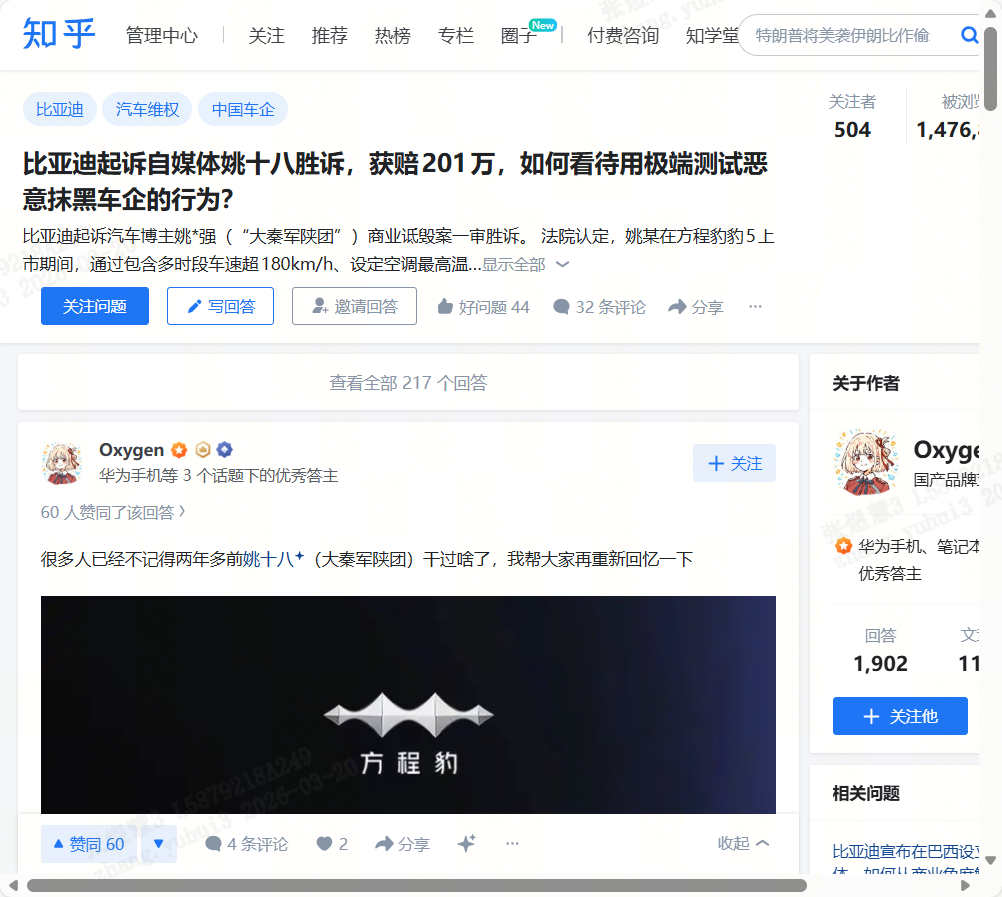 知乎
管理中心 关注 推荐 热榜 专栏 圈子 New 付费咨询 知学堂 特朗普将美袭伊朗比作偷
比亚迪 汽车维权 中国车企
关注者 被浏览
504 1,476,
比亚迪起诉自媒体姚十八胜诉，获赔 201 万，如何看待用极端测试恶
意抹黑车企的行为？
比亚迪起诉汽车博主姚*强（“大秦军陕团”）商业诋毁案一审胜诉。 法院认定，姚某在方程豹豹 5 上
市期间，通过包含多时段车速超180km/h、设定空调最高温...显示全部
关注问题 写回答 邀请回答 好问题 44 32 条评论 分享 ...
查看全部 217 个回答
关于作者
Oxygen
华为手机等 3 个话题下的优秀答主
关注
60 人赞同了该回答
Oxyge
国产品牌
很多人已经不记得两年多前姚十八（大秦军陕团）干过啥了，我帮大家再重新回忆一下
华为手机、笔记本
优秀答主
回答 文
1,902 11
关注他
方程豹
相关问题
赞同 60 4 条评论 2 分享 ... 收起
比亚迪宣布在巴西设立
体，如何从商业角度解